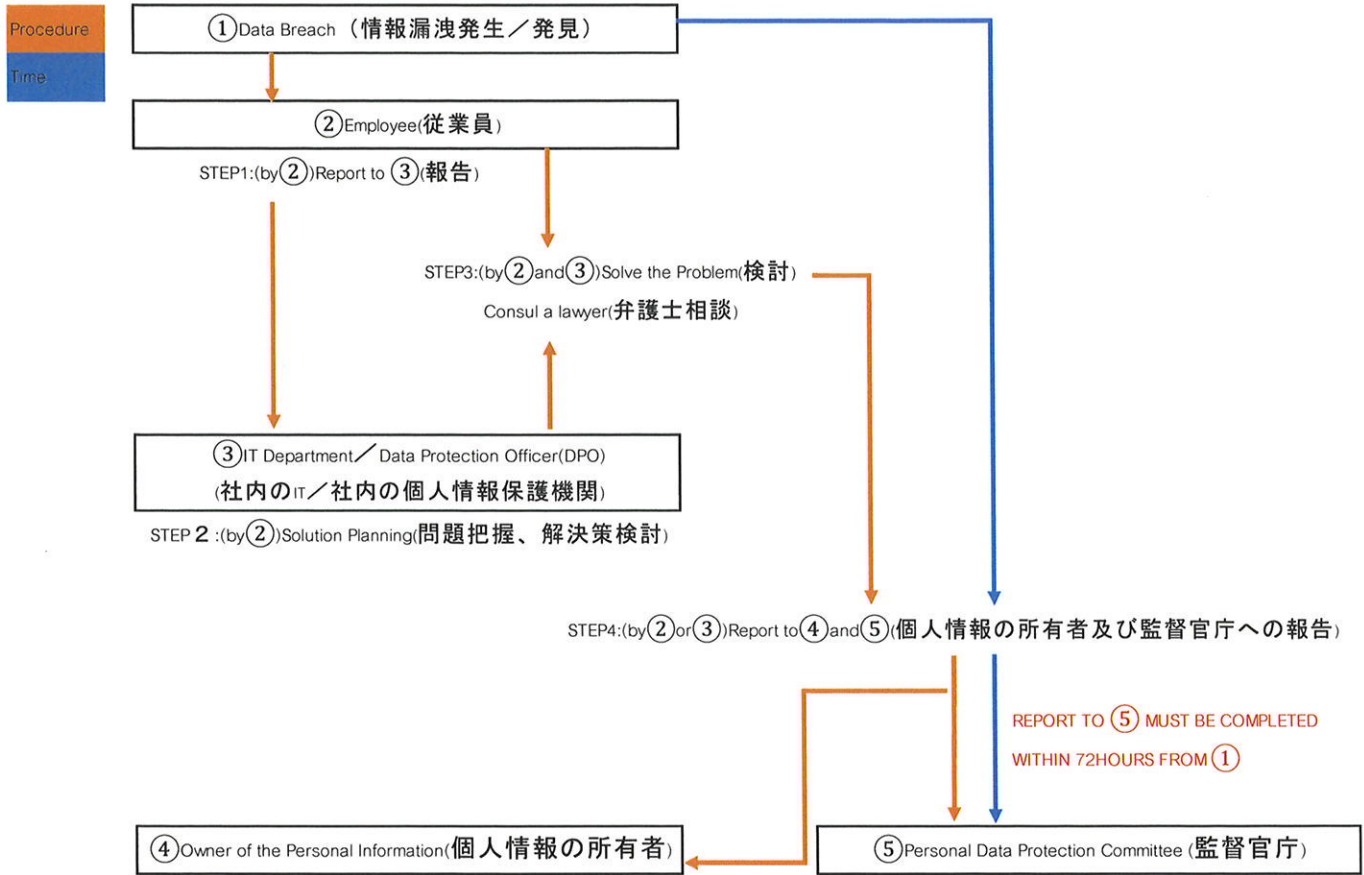 Procedure
Time
①Data Breach（情報漏洩発生／発見）
②Employee(従業員)
STEP1:(by②)Report to ③(報告)
STEP3:(by②and③)Solve the Problem(検討)
Consul a lawyer(弁護士相談)
③IT Department／Data Protection Officer(DPO)
(社内のIT／社内の個人情報保護機関)
STEP２:(by②)Solution Planning(問題把握、解決策検討)
STEP4:(by②or③)Report to④and⑤(個人情報の所有者及び監督官庁への報告)
REPORT TO ⑤ MUST BE COMPLETED
WITHIN 72HOURS FROM①
④Owner of the Personal Information(個人情報の所有者)
⑤Personal Data Protection Committee (監督官庁)